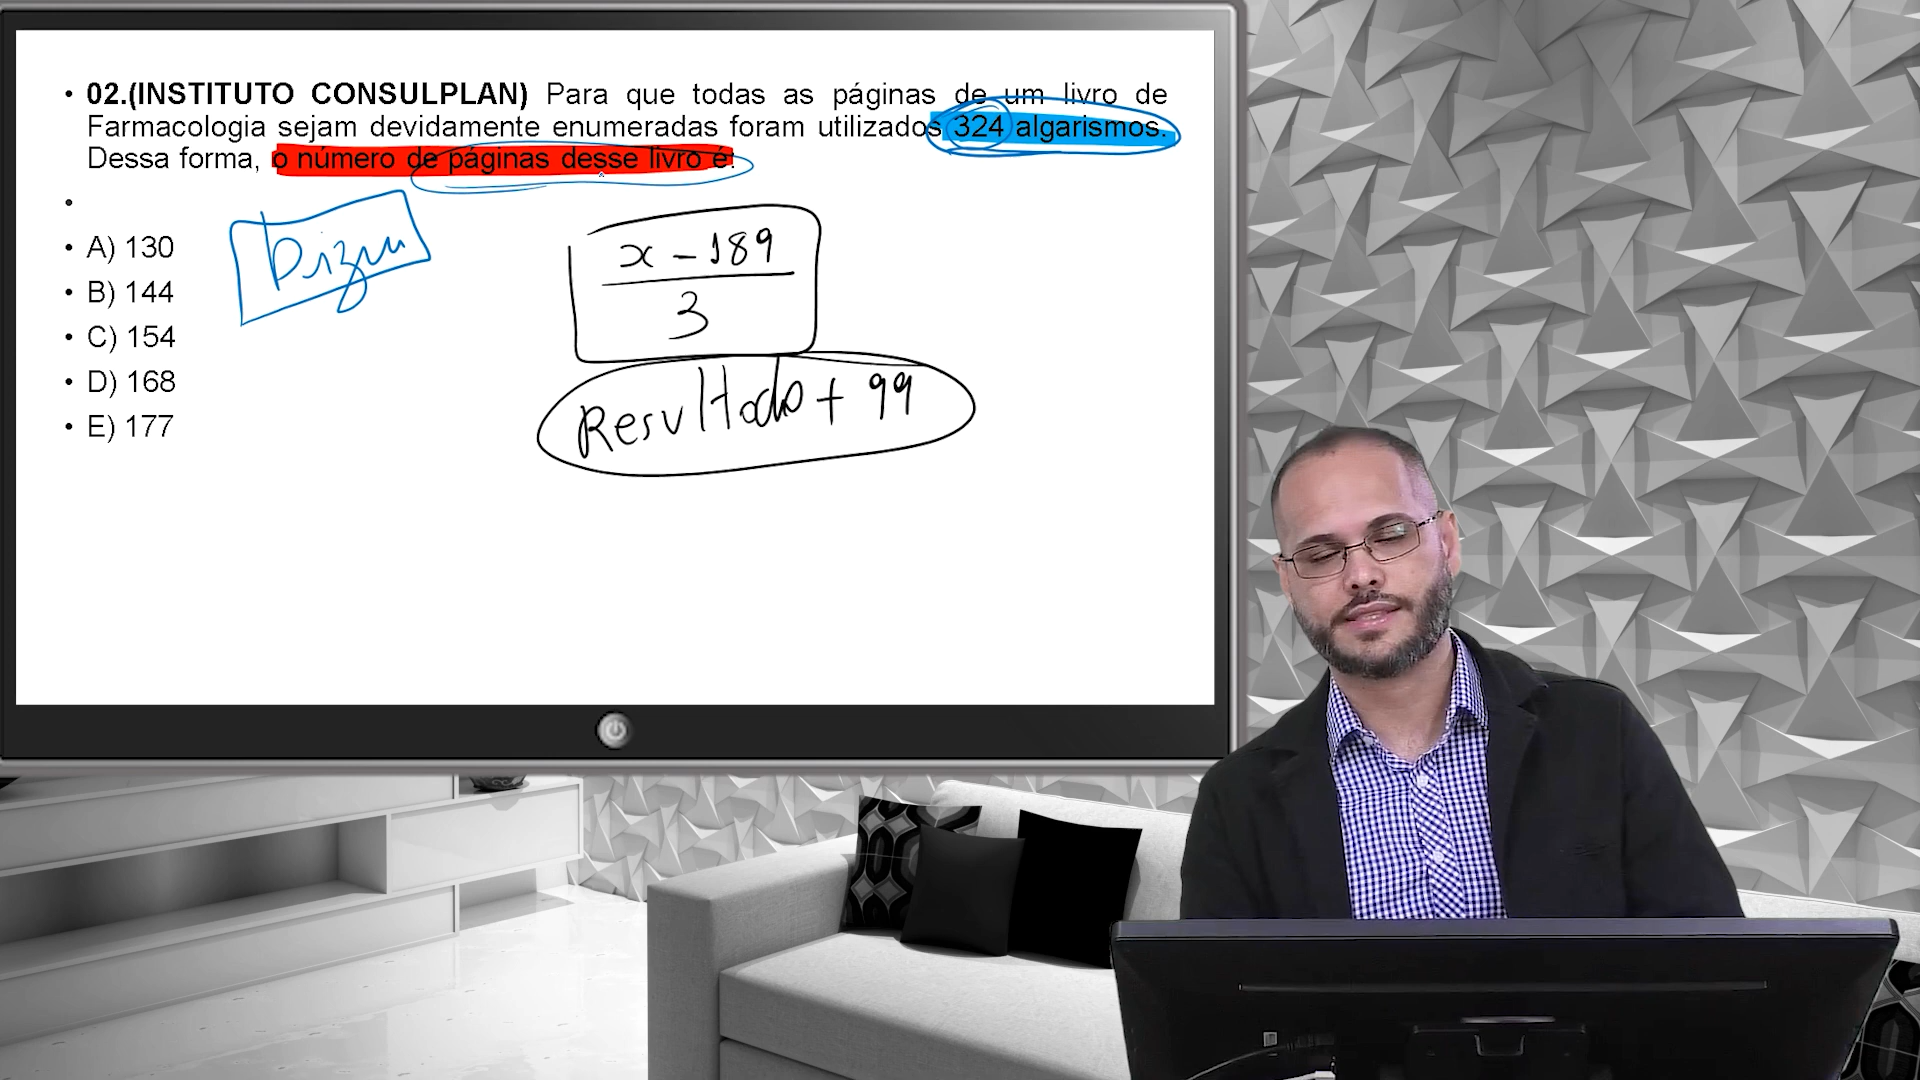 • 02.(INSTITUTO CONSULPLAN) Para que todas as páginas de um livro de
Farmacologia sejam devidamente enumeradas foram utilizados 324 algarismos.
Dessa forma, o número de páginas desse livro é:
•
• A) 130
• B) 144
• C) 154
• D) 168
• E) 177
Bizu
x - 189
3
Resultado + 99